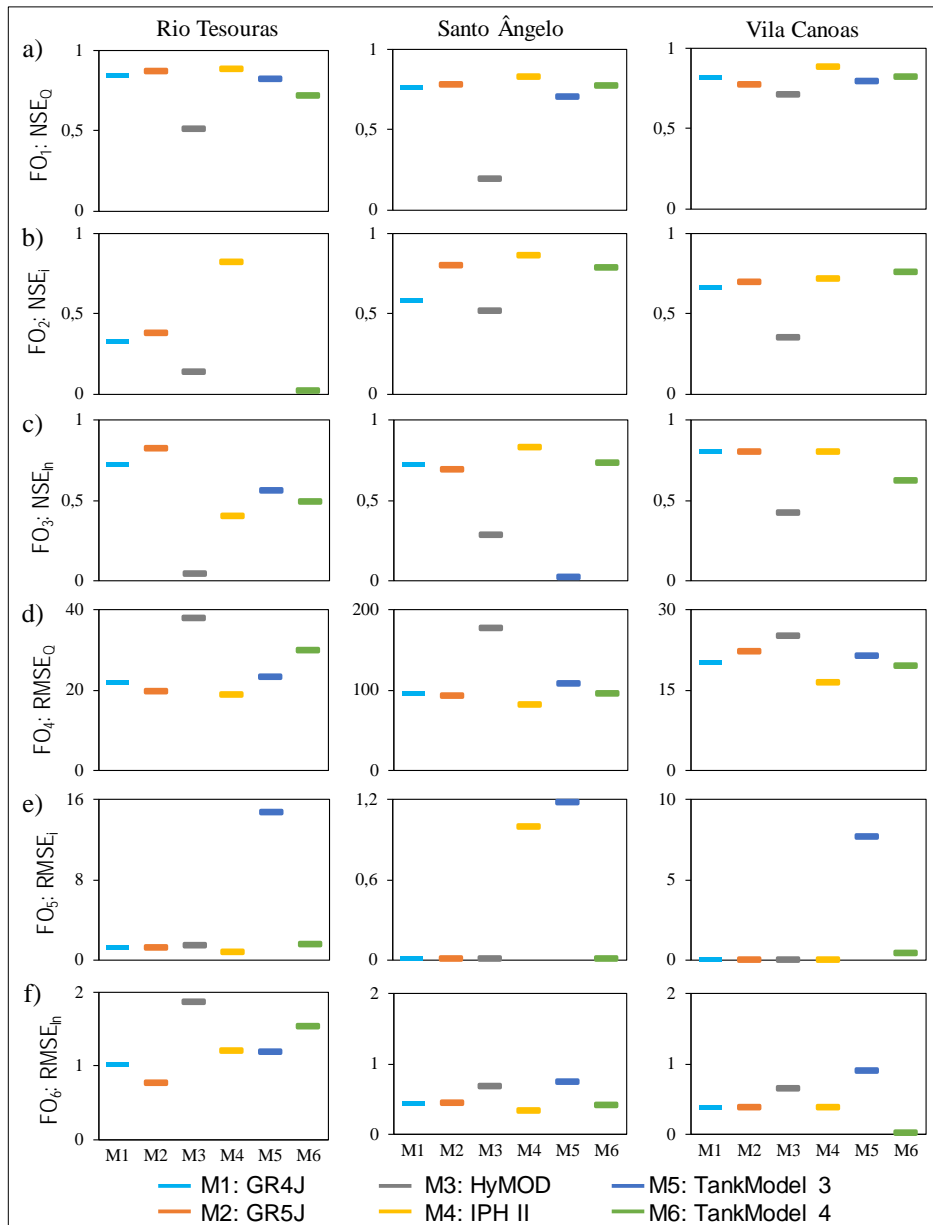 Rio Tesouras Santo Ângelo Vila Canoas
a) FO1: NSEQ
1 0,5 0
1 0,5 0
1 0,5 0
b) FO2: NSEi
1 0,5 0
1 0,5 0
1 0,5 0
c) FO3: NSEln
1 0,5 0
1 0,5 0
1 0,5 0
d) FO4: RMSEQ
40 20 0
200 100 0
30 15 0
e) FO5: RMSEi
16 8 0
1,2 0,6 0
10 5 0
f) FO6: RMSEln
2 1 0
2 1 0
2 1 0
M1 M2 M3 M4 M5 M6
M1 M2 M3 M4 M5 M6
M1 M2 M3 M4 M5 M6
M1: GR4J M3: HyMOD M5: TankModel 3
M2: GR5J M4: IPH II M6: TankModel 4